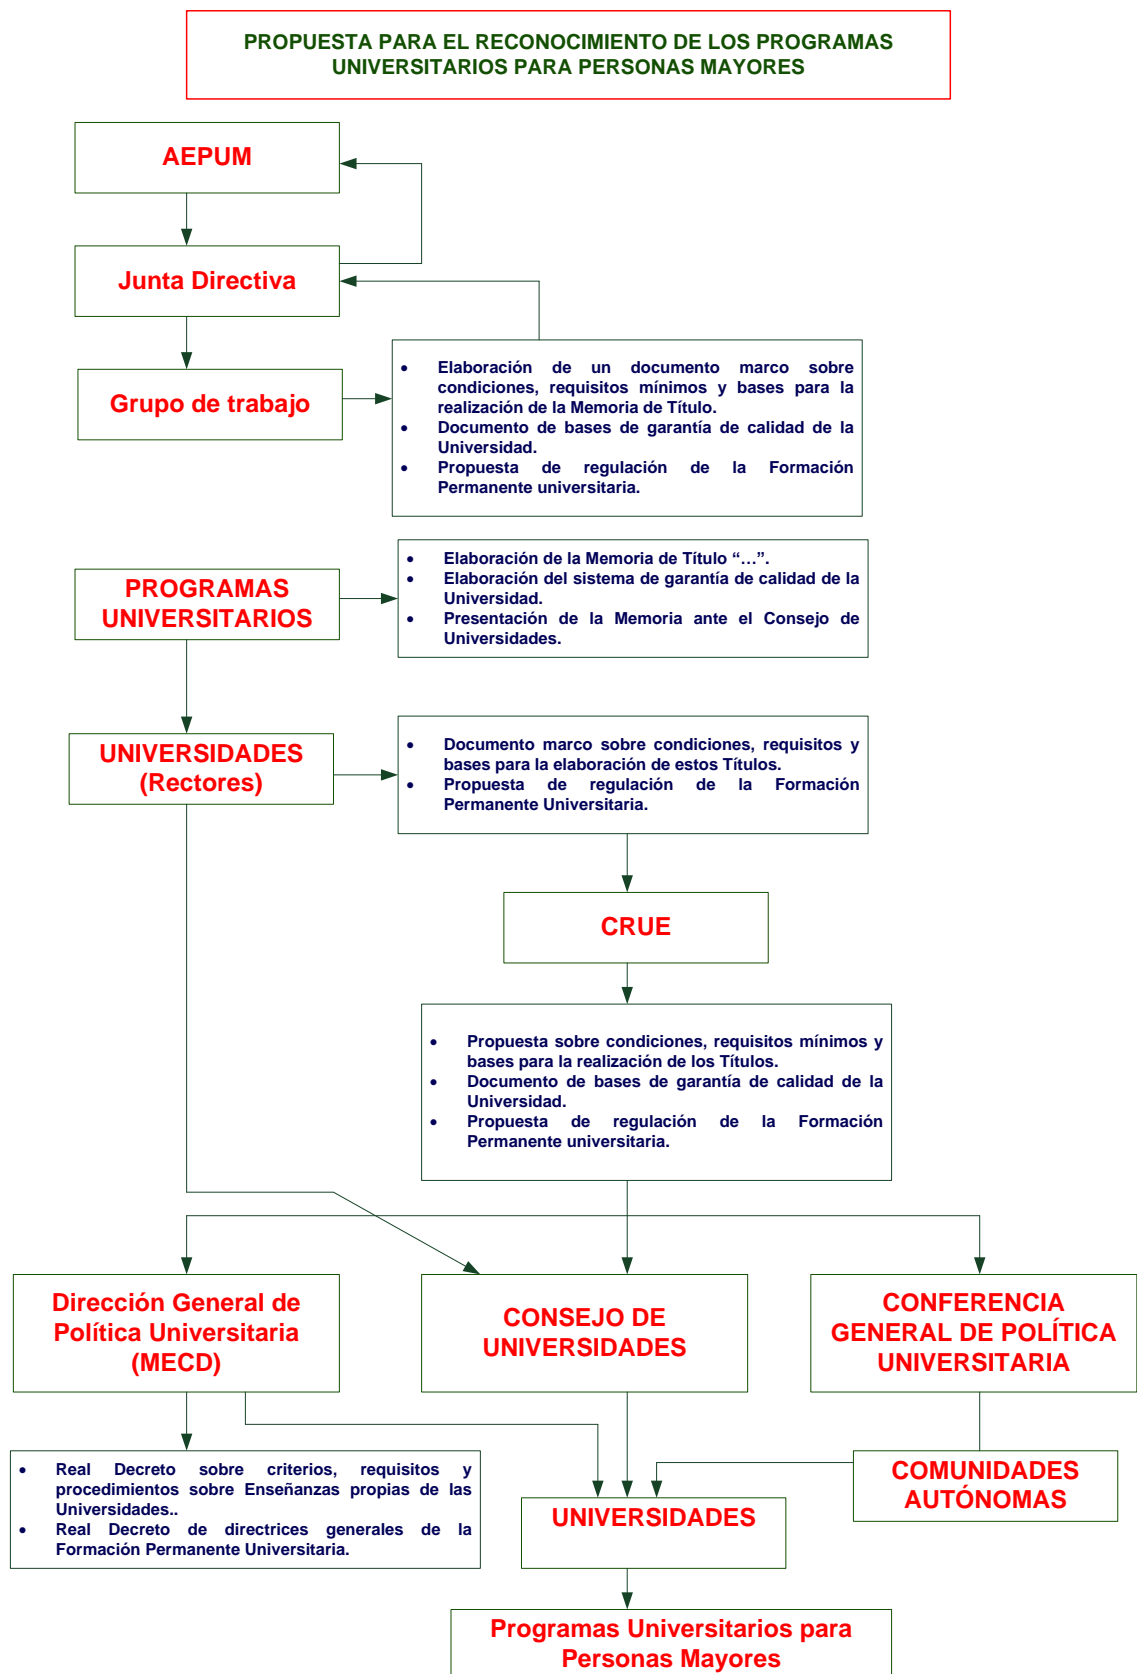 PROPUESTA PARA EL RECONOCIMIENTO DE LOS PROGRAMAS
UNIVERSITARIOS PARA PERSONAS MAYORES
AEPUM
Junta Directiva
Grupo de trabajo
• Elaboración de un documento marco sobre
condiciones, requisitos mínimos y bases para la
realización de la Memoria de Título.
• Documento de bases de garantía de calidad de la
Universidad.
• Propuesta de regulación de la Formación
Permanente universitaria.
PROGRAMAS
UNIVERSITARIOS
• Elaboración de la Memoria de Título “…”.
• Elaboración del sistema de garantía de calidad de la
Universidad.
• Presentación de la Memoria ante el Consejo de
Universidades.
UNIVERSIDADES
(Rectores)
• Documento marco sobre condiciones, requisitos y
bases para la elaboración de estos Títulos.
• Propuesta de regulación de la Formación
Permanente Universitaria.
CRUE
• Propuesta sobre condiciones, requisitos mínimos y
bases para la realización de los Títulos.
• Documento de bases de garantía de calidad de la
Universidad.
• Propuesta de regulación de la Formación
Permanente universitaria.
Dirección General de
Política Universitaria
(MECD)
CONSEJO DE
UNIVERSIDADES
CONFERENCIA
GENERAL DE POLÍTICA
UNIVERSITARIA
• Real Decreto sobre criterios, requisitos y
procedimientos sobre Enseñanzas propias de las
Universidades..
• Real Decreto de directrices generales de la
Formación Permanente Universitaria.
COMUNIDADES
AUTÓNOMAS
UNIVERSIDADES
Programas Universitarios para
Personas Mayores